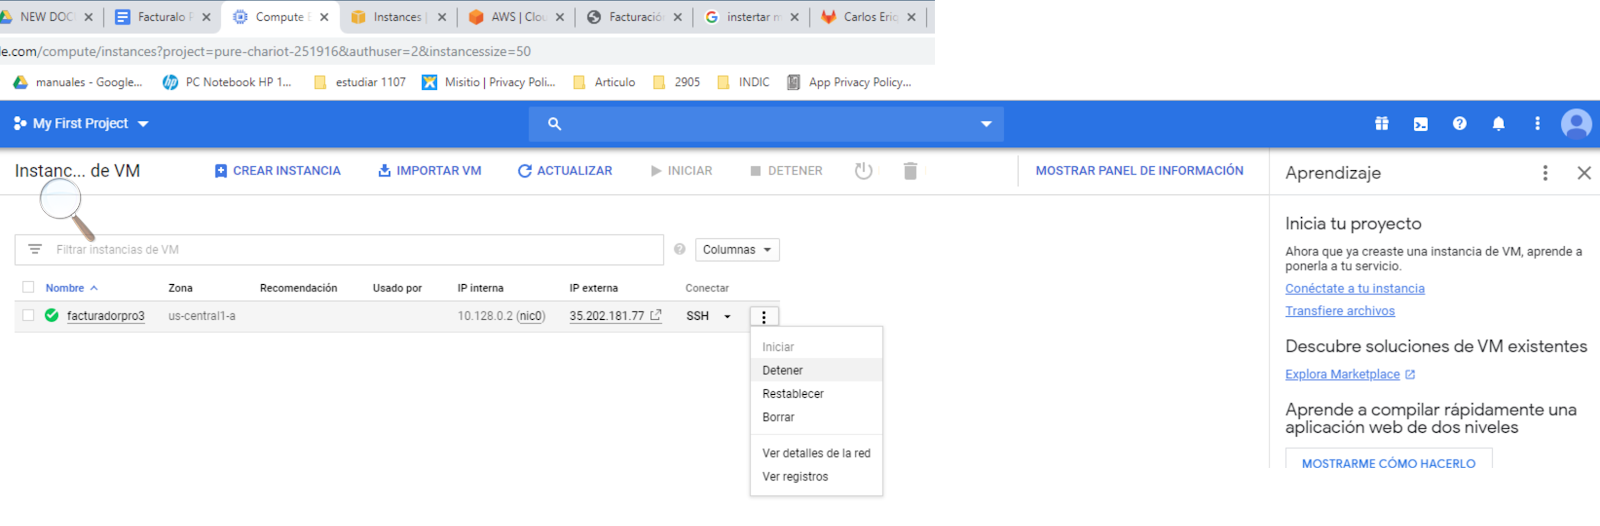 NEW DOC
Facturalo P
Compute E
Instances |
AWS | Clou
Facturación
instertar m
Carlos Eriq
le.com/compute/instances?project=pure-chariot-251916&authuser=2&instancessize=50
manuales - Google...
PC Notebook HP 1...
estudiar 1107
Misitio | Privacy Poli...
Articulo
2905
INDIC
App Privacy Policy...
My First Project
Instanc... de VM
CREAR INSTANCIA
IMPORTAR VM
ACTUALIZAR
INICIAR
DETENER
MOSTRAR PANEL DE INFORMACIÓN
Filtrar instancias de VM
Columnas
Nombre
Zona
Recomendación
Usado por
IP interna
IP externa
Conectar
facturadorpro3
us-central1-a
10.128.0.2 (nic0)
35.202.181.77
SSH
Iniciar
Detener
Restablecer
Borrar
Ver detalles de la red
Ver registros
Aprendizaje
Inicia tu proyecto
Ahora que ya creaste una instancia de VM, aprende a
ponerla a tu servicio.
Conéctate a tu instancia
Transfiere archivos
Descubre soluciones de VM existentes
Explora Marketplace
Aprende a compilar rápidamente una
aplicación web de dos niveles
MOSTRARME CÓMO HACERLO